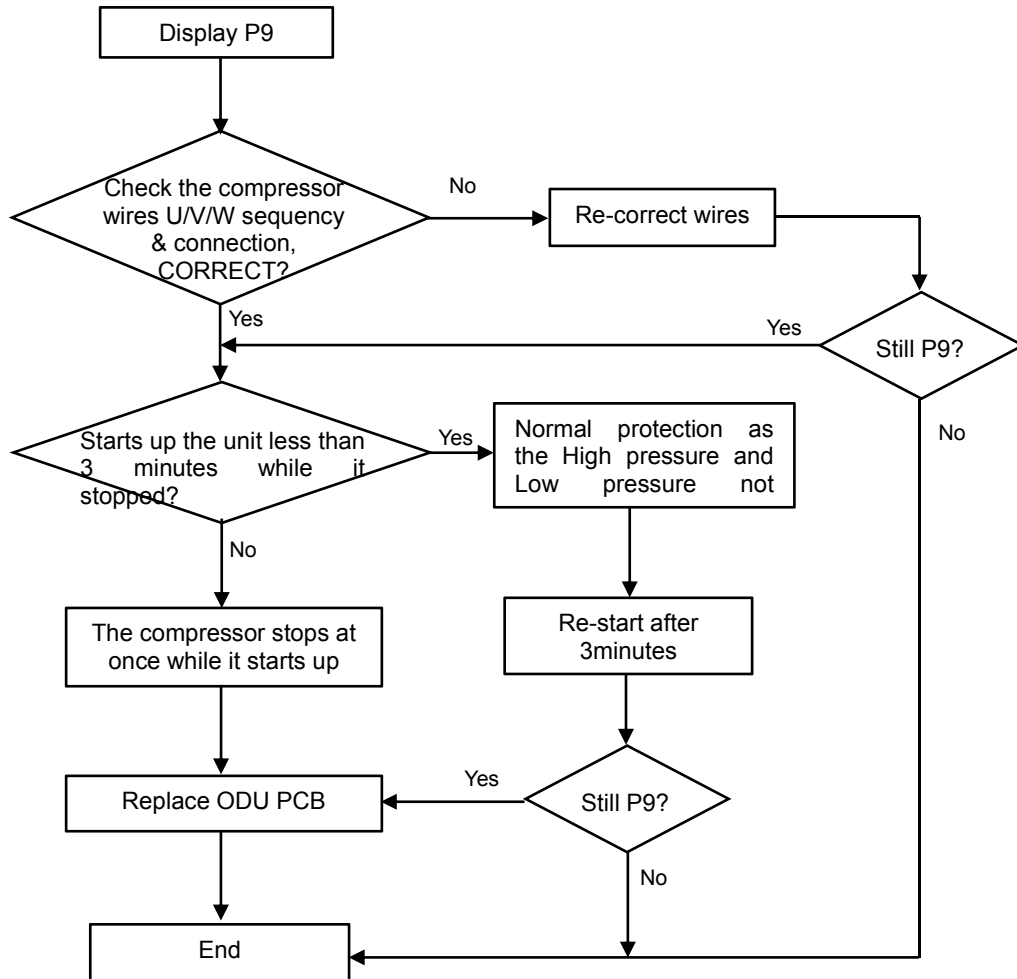 Display P9
Check the compressor
wires U/V/W sequency
& connection,
CORRECT?
No
Re-correct wires
Yes
Yes
Still P9?
No
Starts up the unit less than
3 minutes while it
stopped?
Yes
Normal protection as
the High pressure and
Low pressure not
No
The compressor stops at
once while it starts up
Re-start after
3minutes
Replace ODU PCB
Yes
Still P9?
No
End